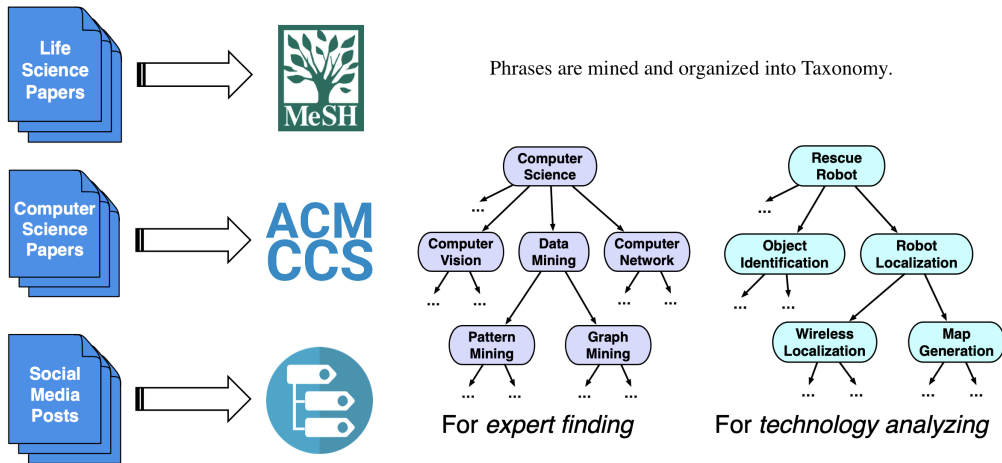 Life
Science
Papers
MeSH
Phrases are mined and organized into Taxonomy.
Computer
Science
Papers
ACM
CCS
Social
Media
Posts
Computer
Science
...
Computer
Vision
Data
Mining
Computer
Network
... ... ... ...
Pattern
Mining
Graph
Mining
... ... ... ...
For expert finding
Rescue
Robot
...
Object
Identification
Robot
Localization
... ...
Wireless
Localization
Map
Generation
... ... ... ...
For technology analyzing